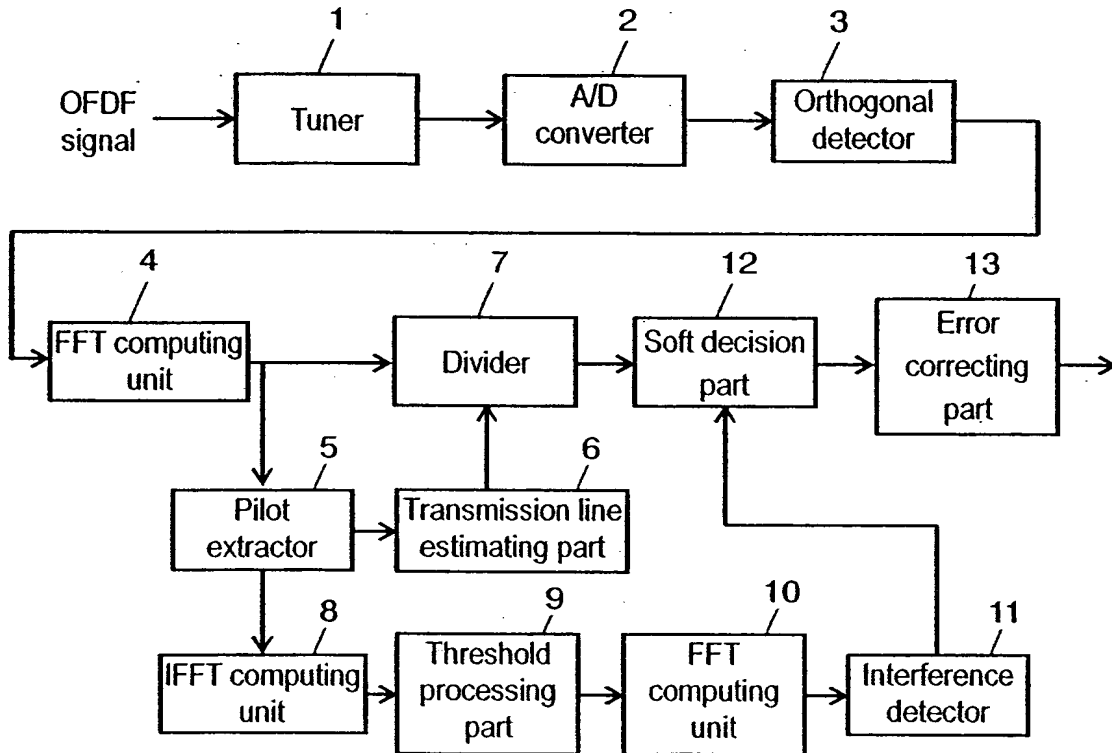 1
2
3
OFDF
signal
Tuner
A/D
converter
Orthogonal
detector
4
7
12
13
FFT computing
unit
Divider
Soft decision
part
Error
correcting
part
5
6
Pilot
extractor
Transmission line
estimating part
8
9
10
11
IFFT computing
unit
Threshold
processing
part
FFT
computing
unit
Interference
detector